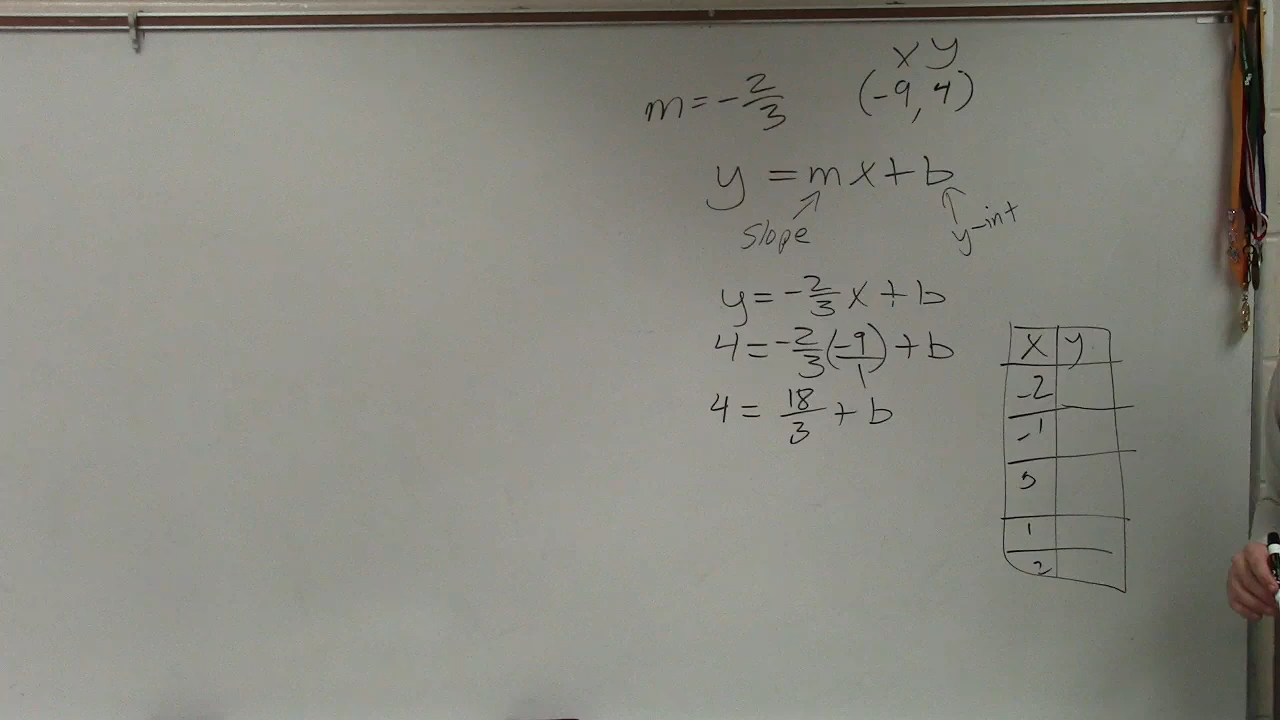 x y
m = -2/3 (-9, 4)
y = mx + b
slope y-int
y = -2/3 x + b
4 = -2/3 (-9/1) + b
4 = 18/3 + b
x y
-2
-1
0
1
2